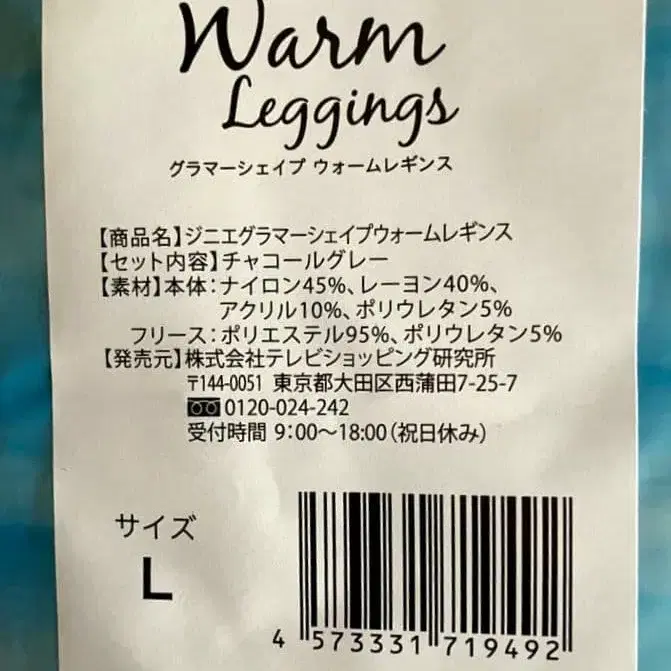 Warm
Leggings
グラマーシェイプ ウォームレギンス
【商品名】ジニエグラマーシェイプウォームレギンス
【セット内容】チャコールグレー
【素材】本体：ナイロン45%、レーヨン40%、
アクリル10%、ポリウレタン5%
フリース：ポリエステル95%、ポリウレタン5%
【発売元】株式会社テレビショッピング研究所
〒144-0051 東京都大田区西蒲田7-25-7
0120-024-242
受付時間 9:00〜18:00（祝日休み）
サイズ
L
4 573331 719492